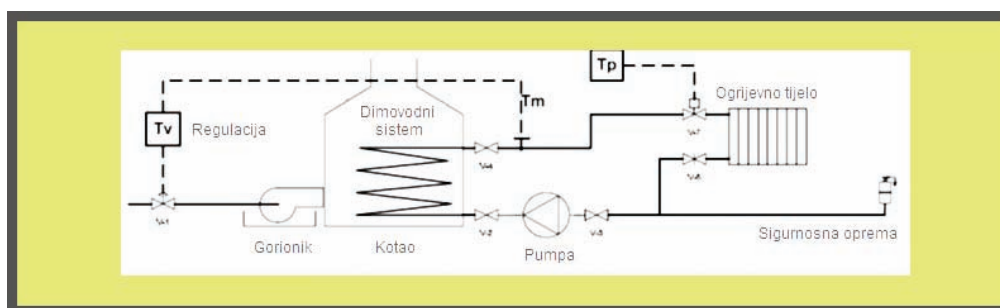 Tp
Ogrijevno tijelo
Dimovodni
sistem
Tm
Tv
Regulacija
Gorionik
Kotao
Pumpa
Sigurnosna oprema